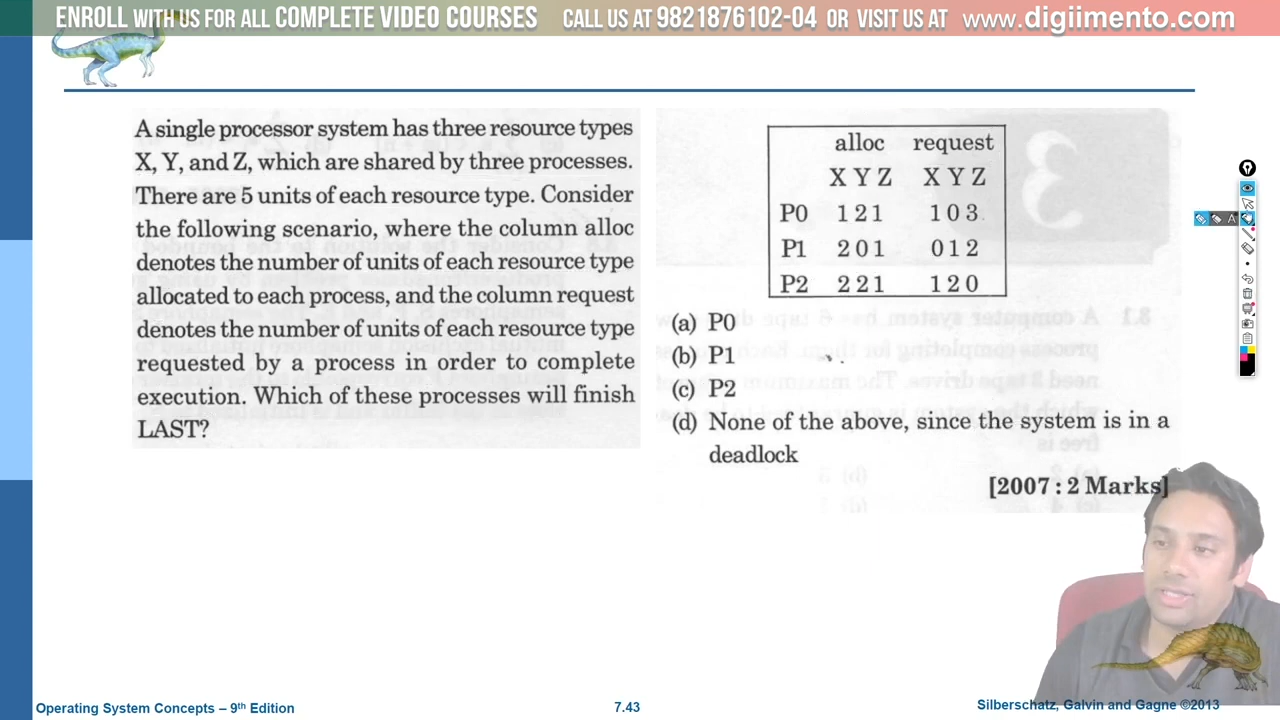 ENROLL WITH US FOR ALL COMPLETE VIDEO COURSES CALL US AT 9821876102-04 OR VISIT US AT www.digiimento.com
A single processor system has three resource types
X, Y, and Z, which are shared by three processes.
There are 5 units of each resource type. Consider
the following scenario, where the column alloc
denotes the number of units of each resource type
allocated to each process, and the column request
denotes the number of units of each resource type
requested by a process in order to complete
execution. Which of these processes will finish
LAST?
alloc request
X Y Z X Y Z
P0 1 2 1 1 0 3
P1 2 0 1 0 1 2
P2 2 2 1 1 2 0
(a) P0
(b) P1
(c) P2
(d) None of the above, since the system is in a
deadlock
[2007 : 2 Marks]
Operating System Concepts – 9th Edition
7.43
Silberschatz, Galvin and Gagne ©2013